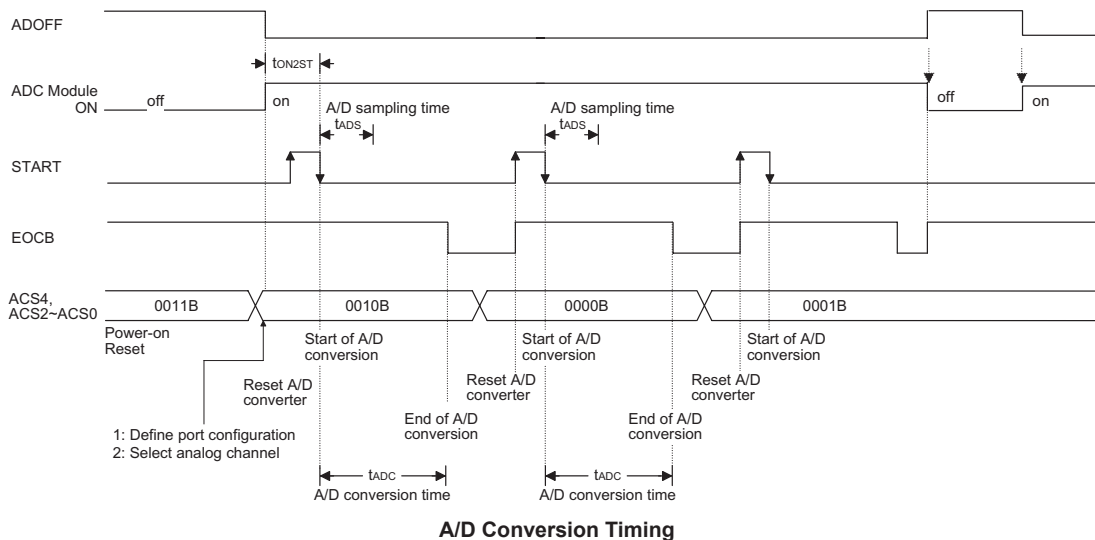 ADOFF
tON2ST
ADC Module
ON
off
on
off
on
A/D sampling time
tADS
A/D sampling time
tADS
START
EOCB
ACS4,
ACS2~ACS0
0011B
0010B
0000B
0001B
Power-on
Reset
Start of A/D
conversion
Start of A/D
conversion
Start of A/D
conversion
Reset A/D
converter
Reset A/D
converter
Reset A/D
converter
End of A/D
conversion
End of A/D
conversion
1: Define port configuration
2: Select analog channel
tADC
A/D conversion time
tADC
A/D conversion time
A/D Conversion Timing